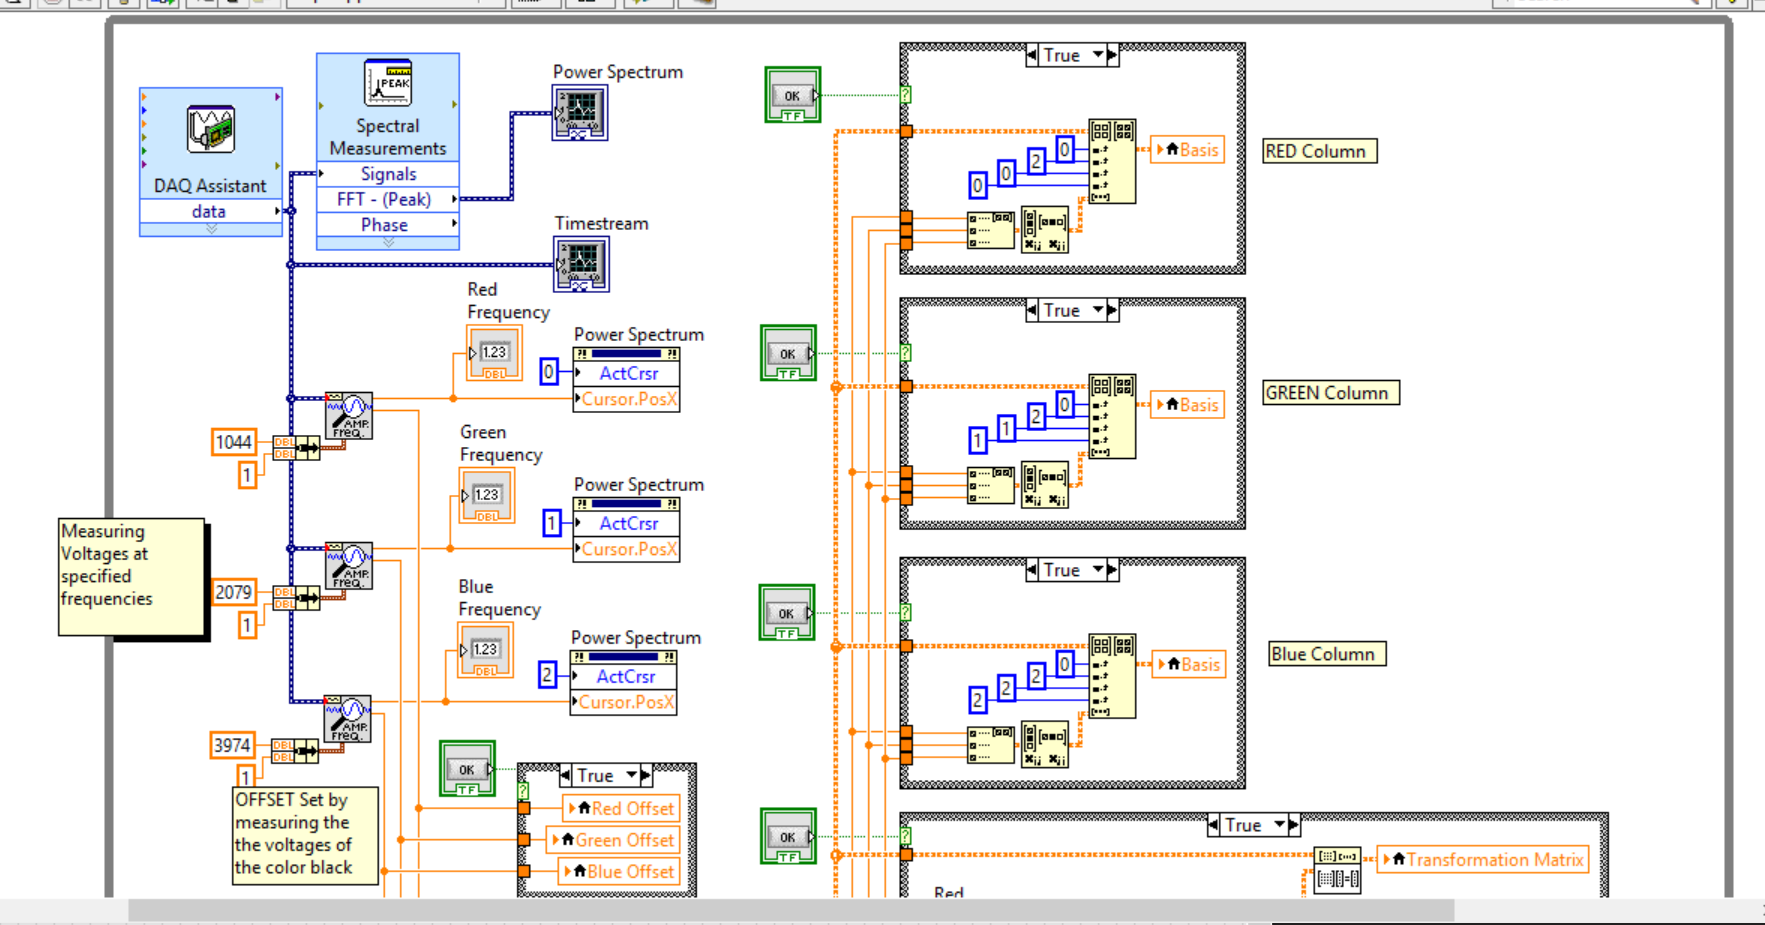 DAQ Assistant
data
PEAK
Spectral
Measurements
Signals
FFT - (Peak)
Phase
Power Spectrum
Timestream
Red
Frequency
1.23
DBL
Power Spectrum
0
ActCrsr
Cursor.PosX
AMP.
Freq.
1044
DBL
DBL
1
Green
Frequency
1.23
DBL
Power Spectrum
1
ActCrsr
Cursor.PosX
Measuring
Voltages at
specified
frequencies
AMP.
Freq.
2079
DBL
DBL
1
Blue
Frequency
1.23
DBL
Power Spectrum
2
ActCrsr
Cursor.PosX
AMP.
Freq.
3974
DBL
DBL
1
OFFSET Set by
measuring the
the voltages of
the color black
OK
TF
True
?
Red Offset
Green Offset
Blue Offset
OK
TF
True
?
0
2
0
0
Basis
RED Column
OK
TF
True
?
0
2
1
1
Basis
GREEN Column
OK
TF
True
?
0
2
2
2
Basis
Blue Column
OK
TF
True
?
Transformation Matrix
Red